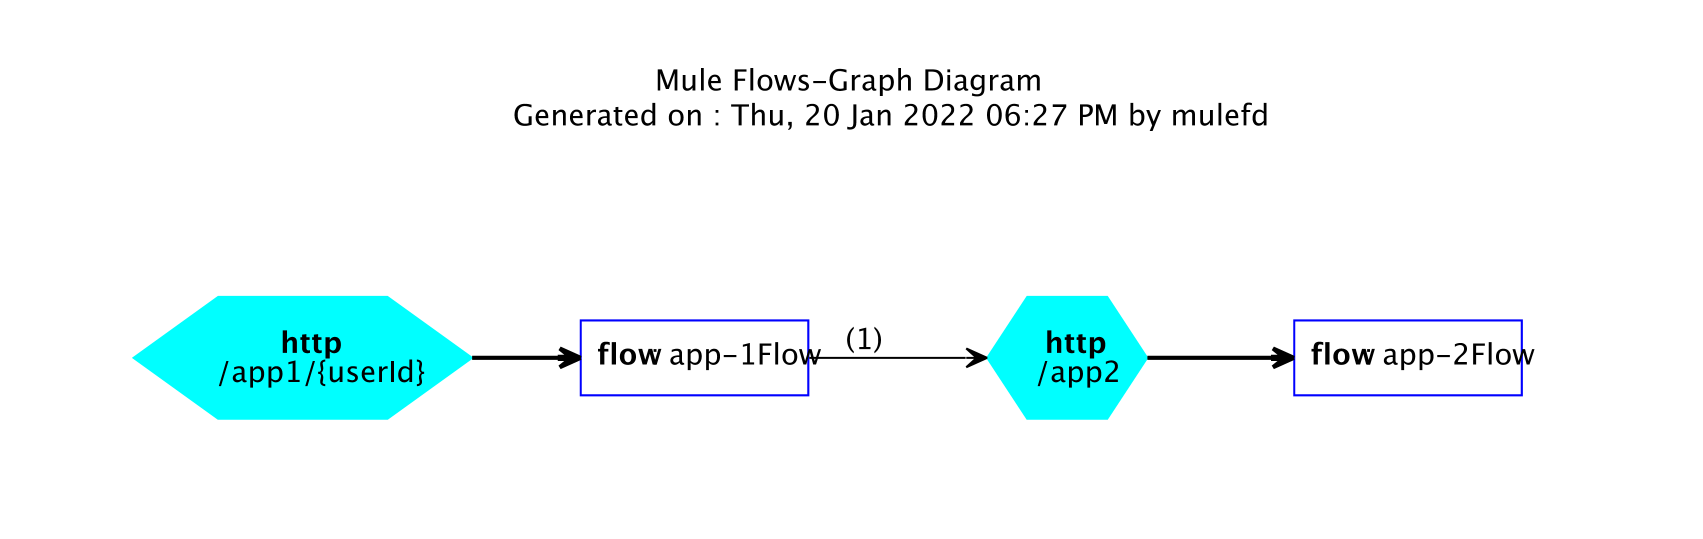 Mule Flows-Graph Diagram
Generated on : Thu, 20 Jan 2022 06:27 PM by mulefd
http
/app1/{userId}
flow: app-1Flow
(1)
http
/app2
flow: app-2Flow